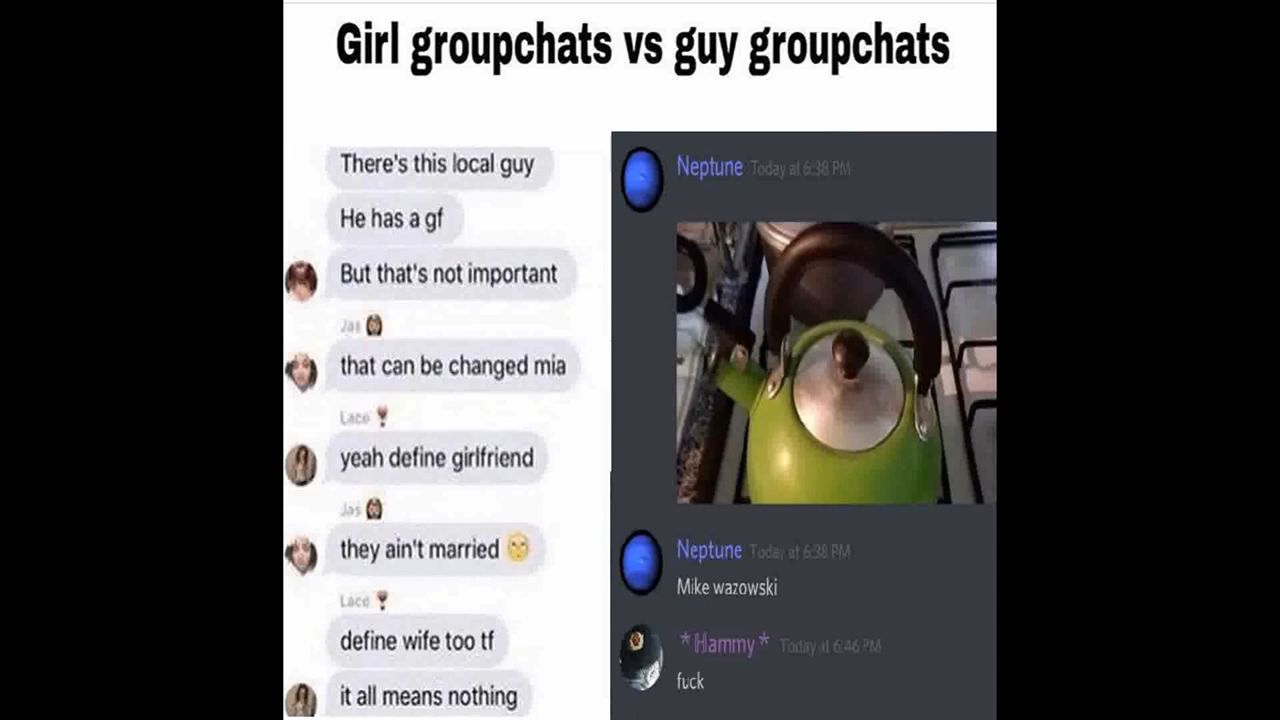 Girl groupchats vs guy groupchats
There's this local guy
He has a gf
But that's not important
Jas
that can be changed mia
Lace
yeah define girlfriend
Jas
they ain't married
Lace
define wife too tf
it all means nothing
Neptune Today at 6:38 PM
Neptune Today at 6:38 PM
Mike wazowski
*Hammy* Today at 6:46 PM
fuck